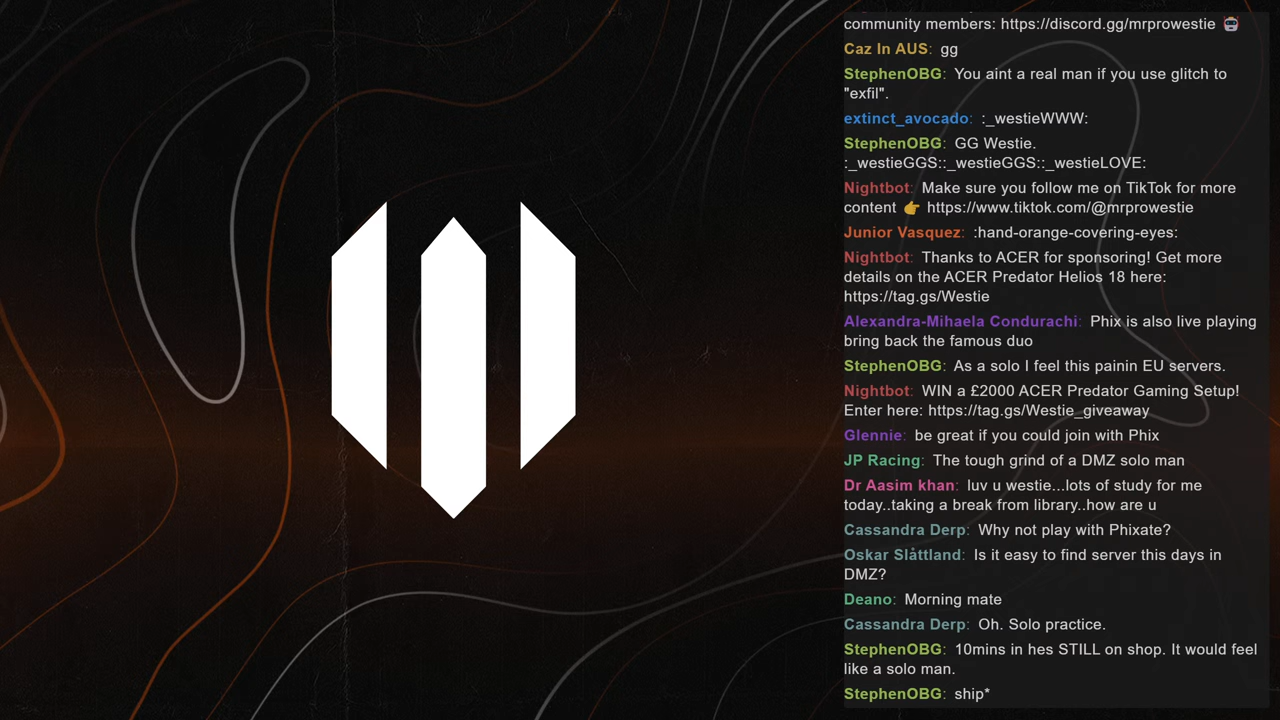 community members: https://discord.gg/mrprowestie 🤖
Caz In AUS: gg
StephenOBG: You aint a real man if you use glitch to
"exfil".
extinct_avocado: :_westieWWW:
StephenOBG: GG Westie.
:_westieGGS::_westieGGS::_westieLOVE:
Nightbot: Make sure you follow me on TikTok for more
content 👉 https://www.tiktok.com/@mrprowestie
Junior Vasquez: :hand-orange-covering-eyes:
Nightbot: Thanks to ACER for sponsoring! Get more
details on the ACER Predator Helios 18 here:
https://tag.gs/Westie
Alexandra-Mihaela Condurachi: Phix is also live playing
bring back the famous duo
StephenOBG: As a solo I feel this painin EU servers.
Nightbot: WIN a £2000 ACER Predator Gaming Setup!
Enter here: https://tag.gs/Westie_giveaway
Glennie: be great if you could join with Phix
JP Racing: The tough grind of a DMZ solo man
Dr Aasim khan: luv u westie...lots of study for me
today..taking a break from library..how are u
Cassandra Derp: Why not play with Phixate?
Oskar Slåttland: Is it easy to find server this days in
DMZ?
Deano: Morning mate
Cassandra Derp: Oh. Solo practice.
StephenOBG: 10mins in hes STILL on shop. It would feel
like a solo man.
StephenOBG: ship*